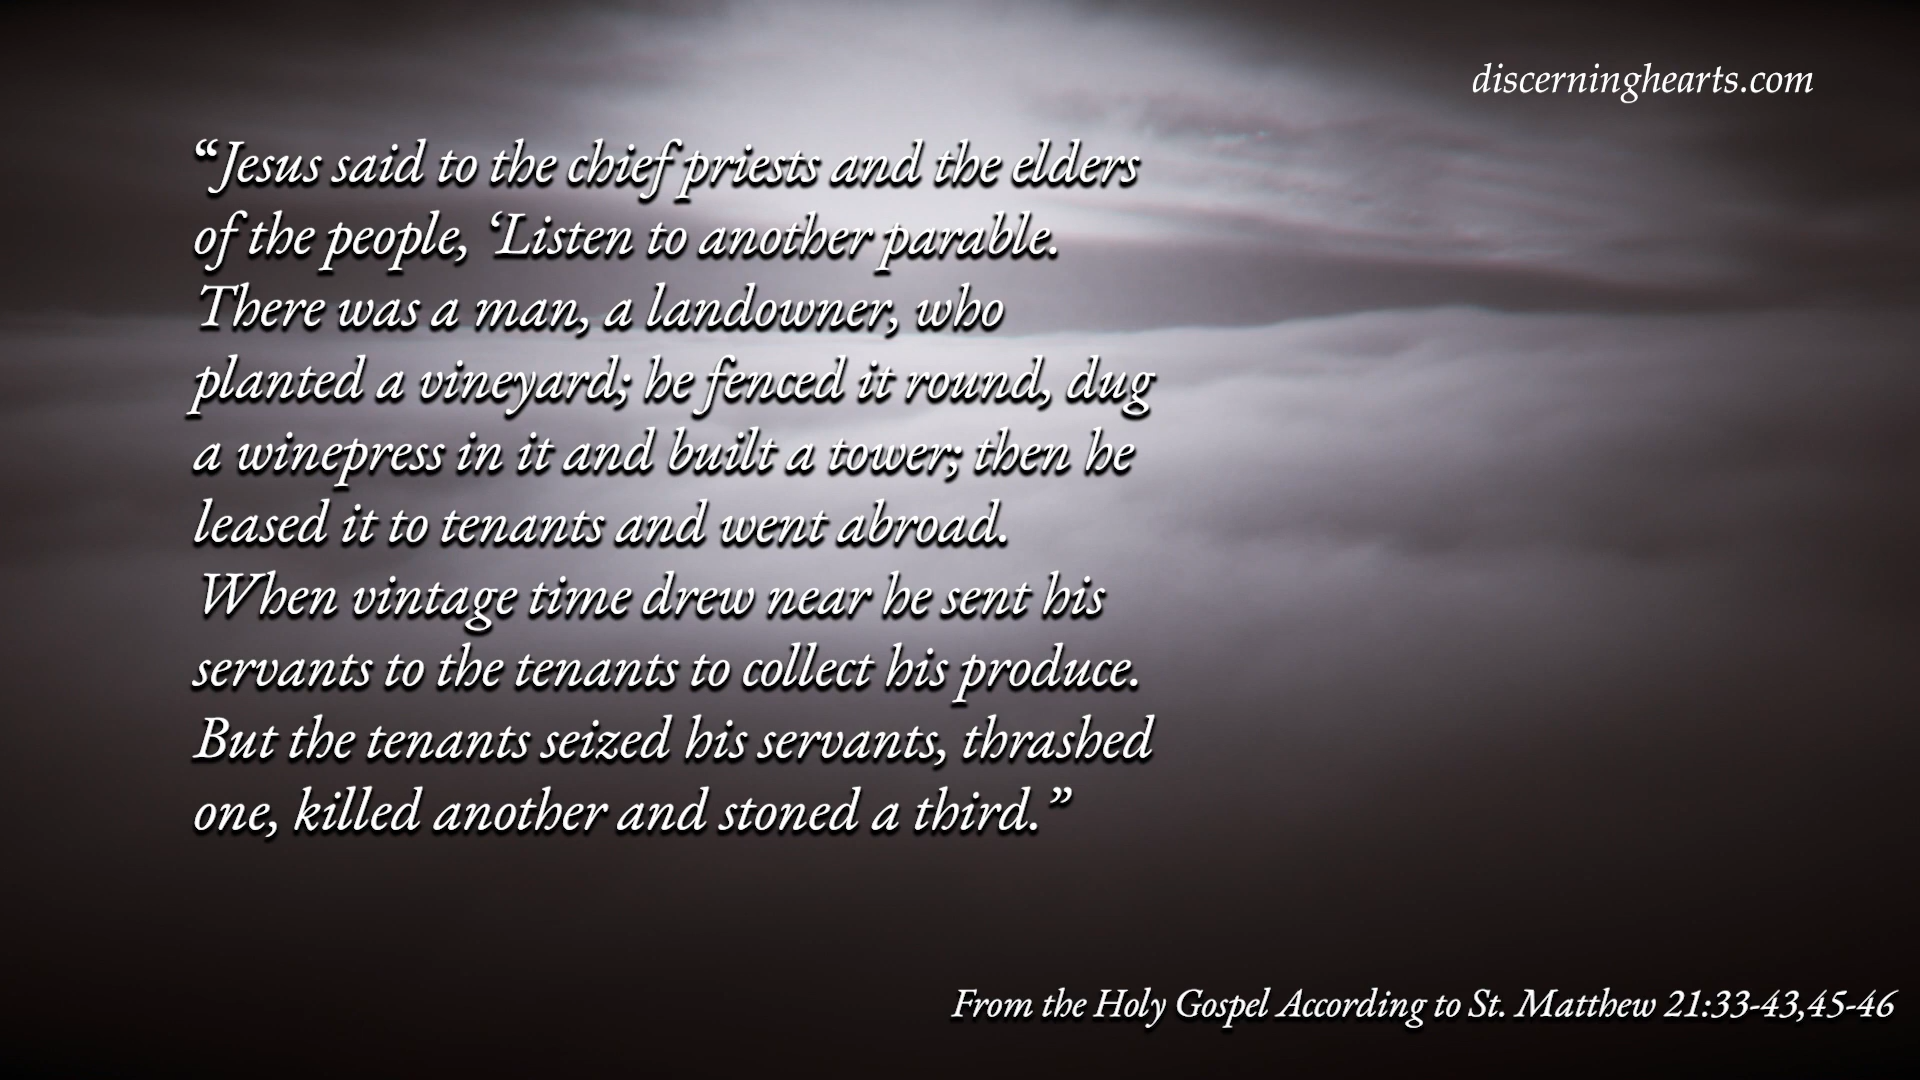 discerninghearts.com
“Jesus said to the chief priests and the elders
of the people, ‘Listen to another parable.
There was a man, a landowner, who
planted a vineyard; he fenced it round, dug
a winepress in it and built a tower; then he
leased it to tenants and went abroad.
When vintage time drew near he sent his
servants to the tenants to collect his produce.
But the tenants seized his servants, thrashed
one, killed another and stoned a third.”
From the Holy Gospel According to St. Matthew 21:33-43,45-46